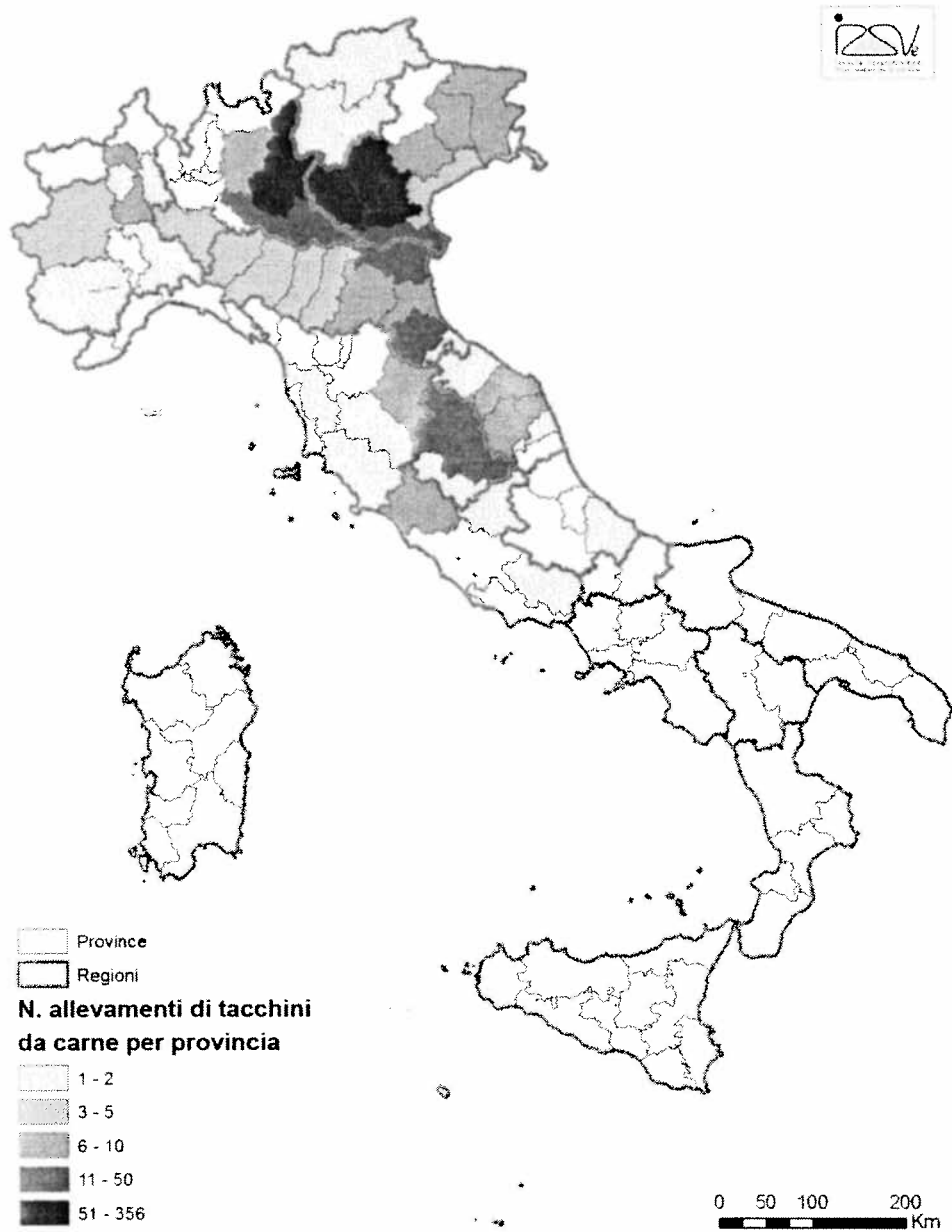 IZSVe
Province
Regioni
N. allevamenti di tacchini
da carne per provincia
1 - 2
3 - 5
6 - 10
11 - 50
51 - 356
0 50 100 200
Km